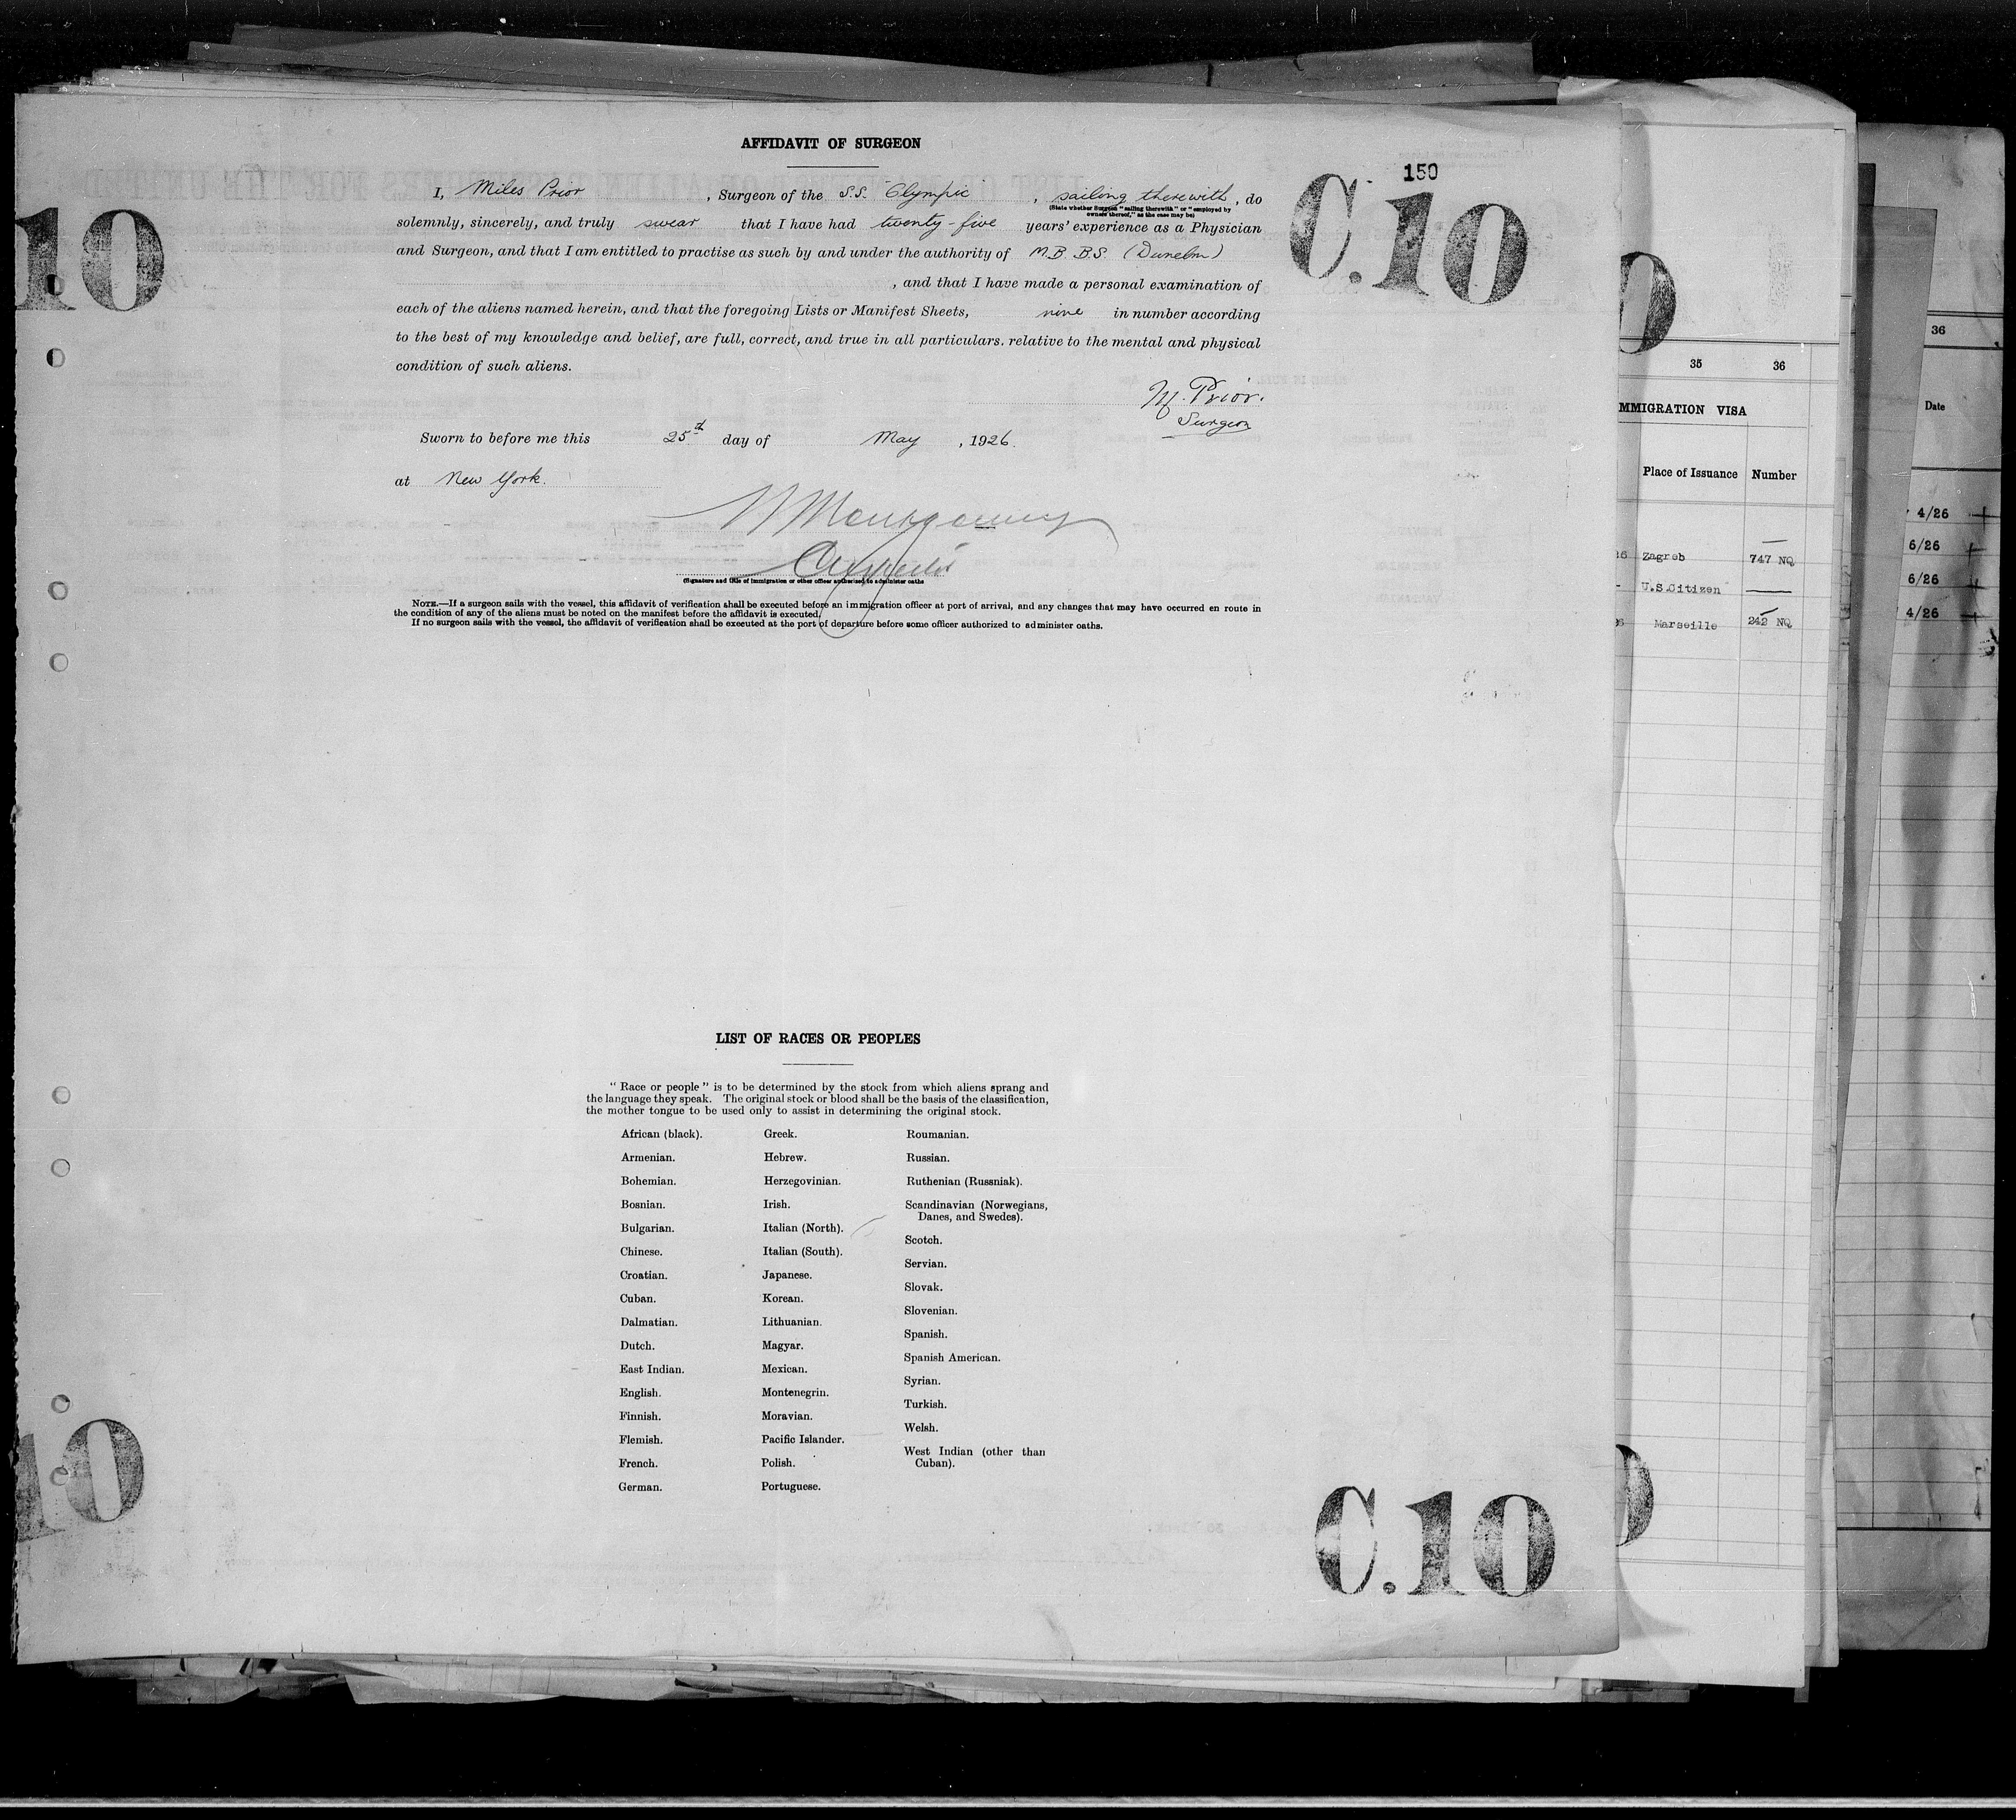 AFFIDAVIT OF SURGEON
150
C.10
10
I, Miles Prior , Surgeon of the S.S. "Olympic" , sailing therewith , do
(State whether Surgeon "sailing therewith" or "employed by
owners thereof," as the case may be)
solemnly, sincerely, and truly swear that I have had twenty-five years' experience as a Physician
and Surgeon, and that I am entitled to practise as such by and under the authority of M.B. B.S. (Dunelm)
, and that I have made a personal examination of
each of the aliens named herein, and that the foregoing Lists or Manifest Sheets, nine in number according
to the best of my knowledge and belief, are full, correct, and true in all particulars. relative to the mental and physical
condition of such aliens.
M. Prior.
Surgeon
Sworn to before me this 25th day of May , 1926.
at New York.
Montgomery
(Signature and title of immigration or other officer authorized to administer oaths
NOTE.—If a surgeon sails with the vessel, this affidavit of verification shall be executed before an immigration officer at port of arrival, and any changes that may have occurred en route in
the condition of any of the aliens must be noted on the manifest before the affidavit is executed.
If no surgeon sails with the vessel, the affidavit of verification shall be executed at the port of departure before some officer authorized to administer oaths.
LIST OF RACES OR PEOPLES
"Race or people" is to be determined by the stock from which aliens sprang and
the language they speak. The original stock or blood shall be the basis of the classification,
the mother tongue to be used only to assist in determining the original stock.
African (black).
Armenian.
Bohemian.
Bosnian.
Bulgarian.
Chinese.
Croatian.
Cuban.
Dalmatian.
Dutch.
East Indian.
English.
Finnish.
Flemish.
French.
German.
Greek.
Hebrew.
Herzegovinian.
Irish.
Italian (North).
Italian (South).
Japanese.
Korean.
Lithuanian.
Magyar.
Mexican.
Montenegrin.
Moravian.
Pacific Islander.
Polish.
Portuguese.
Roumanian.
Russian.
Ruthenian (Russniak).
Scandinavian (Norwegians,
Danes, and Swedes).
Scotch.
Servian.
Slovak.
Slovenian.
Spanish.
Spanish American.
Syrian.
Turkish.
Welsh.
West Indian (other than
Cuban).
10
C.10
35 36
MMIGRATION VISA
Place of Issuance Number
26 Zagreb 747 NQ
- U.S.Citizen
26 Marseille 242 NQ
36
Date
4/26
6/26
6/26
4/26